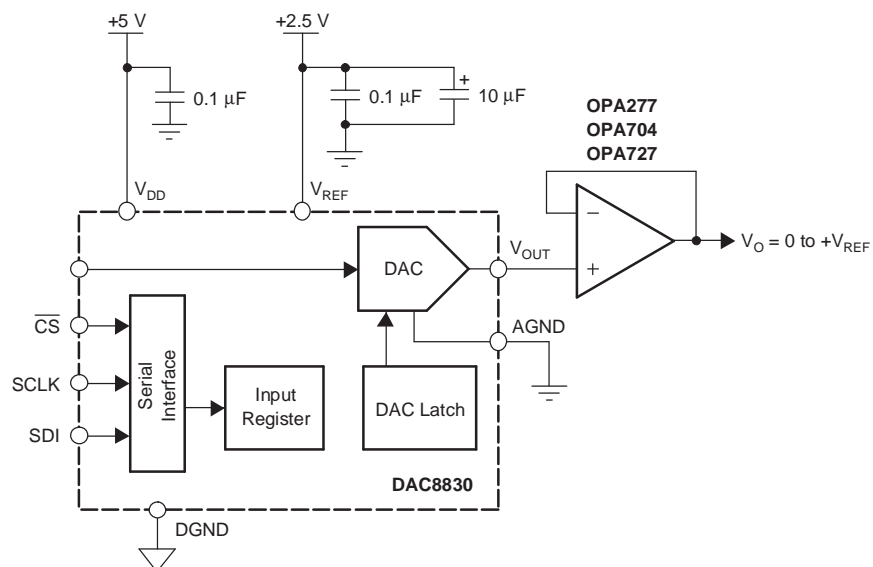 +5 V
+2.5 V
+
0.1 μF
0.1 μF
10 μF
OPA277
OPA704
OPA727
V_DD
V_REF
−
+
V_O = 0 to +V_REF
DAC
V_OUT
AGND
CS
SCLK
SDI
Serial
Interface
Input
Register
DAC Latch
DAC8830
DGND